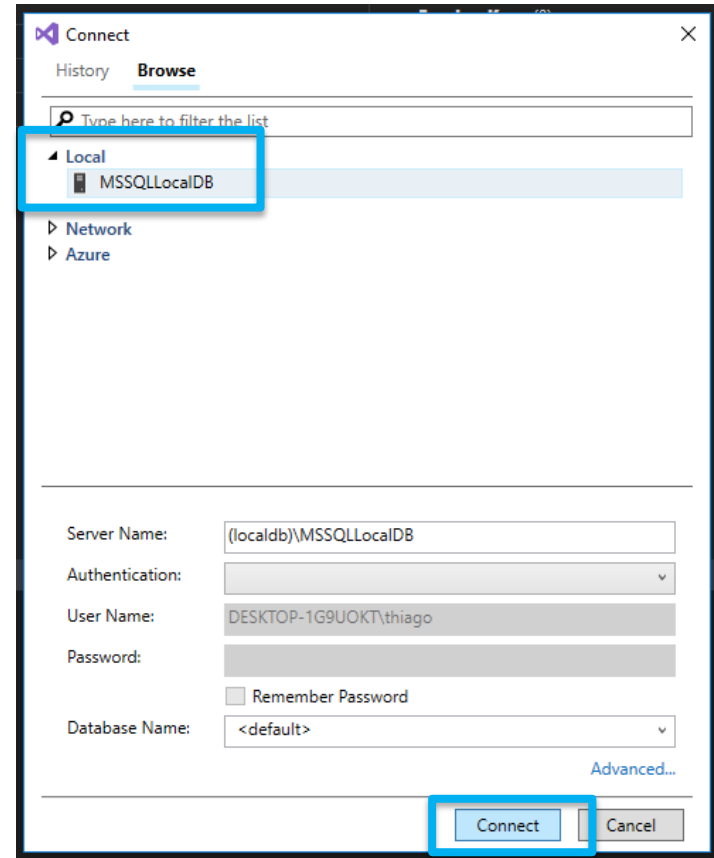 Connect
History Browse
Type here to filter the list
Local
MSSQLLocalDB
Network
Azure
Server Name: (localdb)\MSSQLLocalDB
Authentication:
User Name: DESKTOP-1G9UOKT\thiago
Password:
Remember Password
Database Name: <default>
Advanced...
Connect Cancel